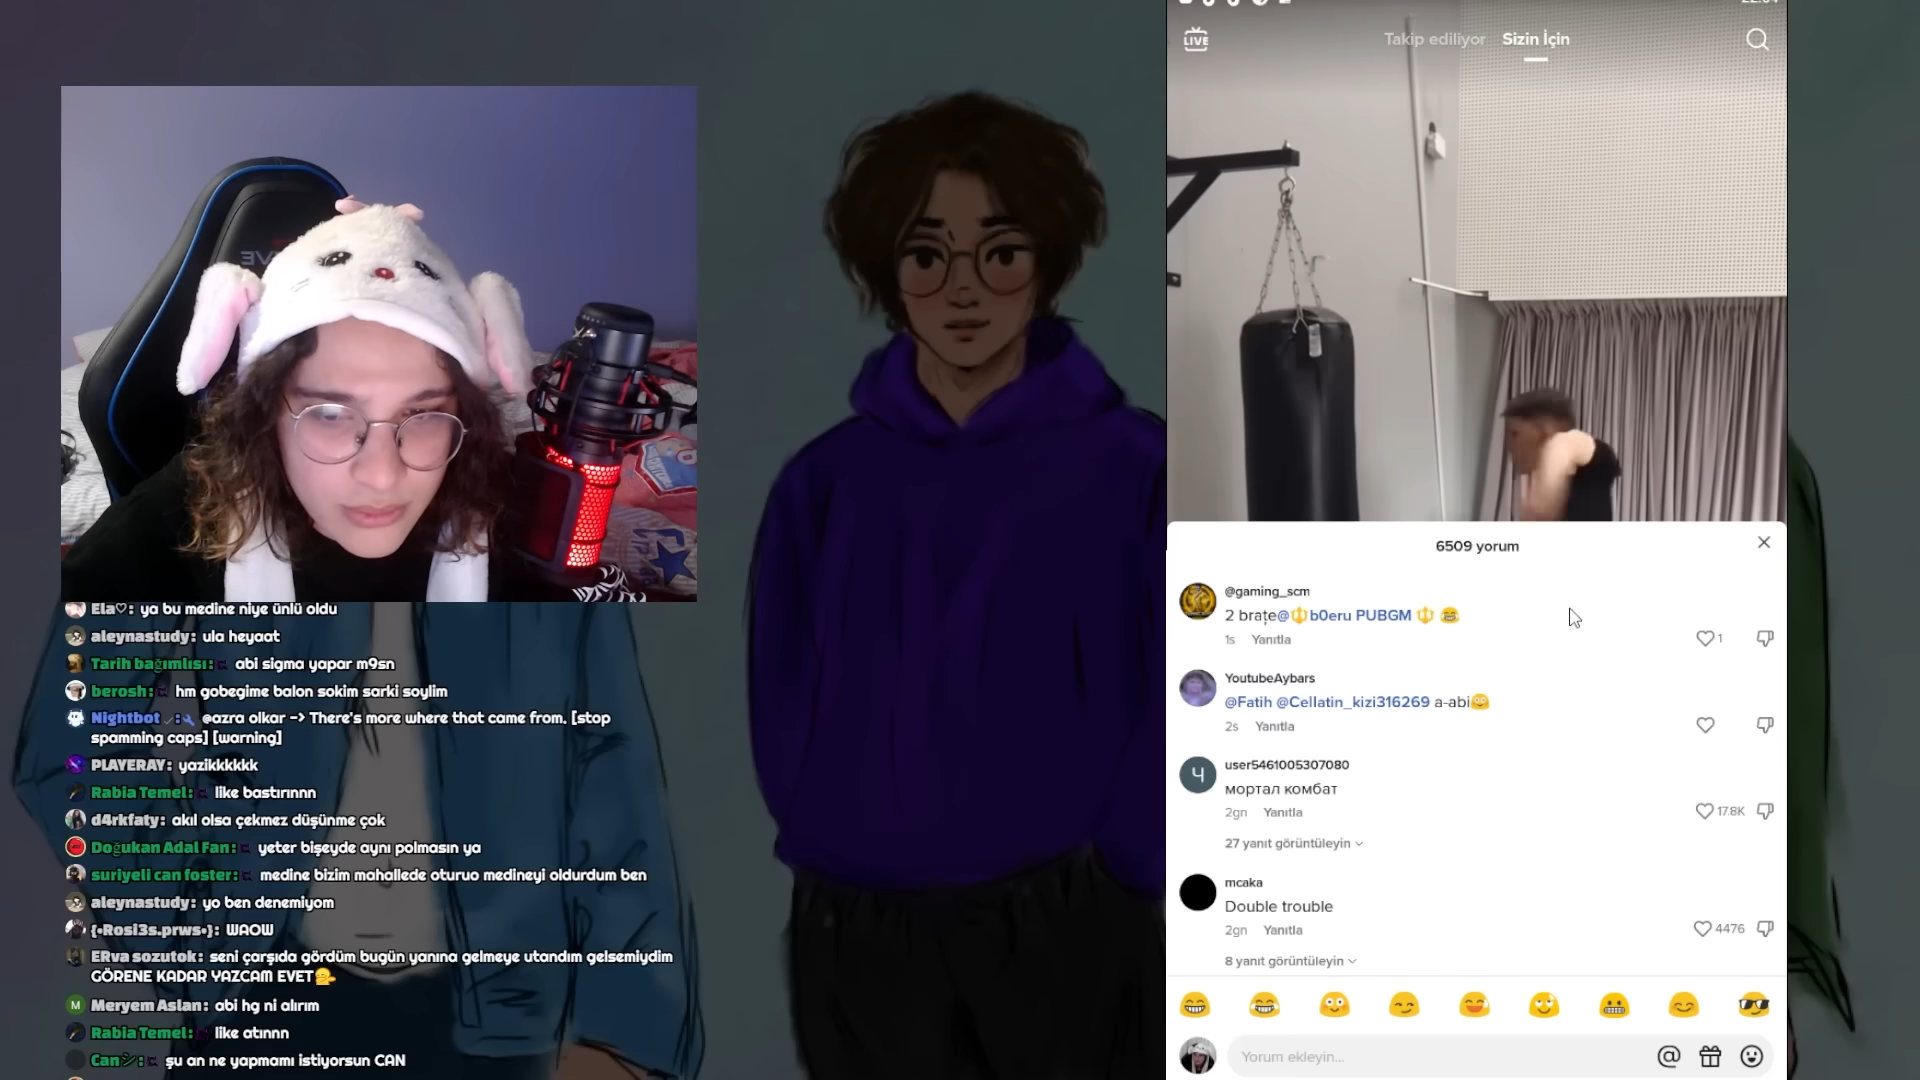 Ela♡: ya bu medine niye ünlü oldu
aleynastudy: ula heyaat
Tarih bağımlısı: abi sigma yapar m9sn
berosh: hm gobegime balon sokim sarki soylim
Nightbot: @azra olkar -> There's more where that came from. [stop
spamming caps] [warning]
PLAYERAY: yazikkkkkk
Rabia Temel: like bastırınnn
d4rkfaty: akıl olsa çekmez düşünme çok
Doğukan Adal Fan: yeter bişeyde aynı polmasın ya
suriyeli can foster: medine bizim mahallede oturuo medineyi oldurdum ben
aleynastudy: yo ben denemiyom
{•Rosi3s.prws•}: WAOW
ERva sozutok: seni çarşıda gördüm bugün yanına gelmeye utandım gelsemiydim
GÖRENE KADAR YAZCAM EVET
M Meryem Aslan: abi hg ni alırım
Rabia Temel: like atınnn
Canシ: şu an ne yapmamı istiyorsun CAN
LIVE
Takip ediliyor Sizin İçin
6509 yorum
@gaming_scm
2 brațe@🔱b0eru PUBGM 🔱 😂
1s Yanıtla 1
YoutubeAybars
@Fatih @Cellatin_kizi316269 a-abi
2s Yanıtla
Ч user5461005307080
мортал комбат
2gn Yanıtla 17.8K
27 yanıt görüntüleyin
mcaka
Double trouble
2gn Yanıtla 4476
8 yanıt görüntüleyin
Yorum ekleyin...